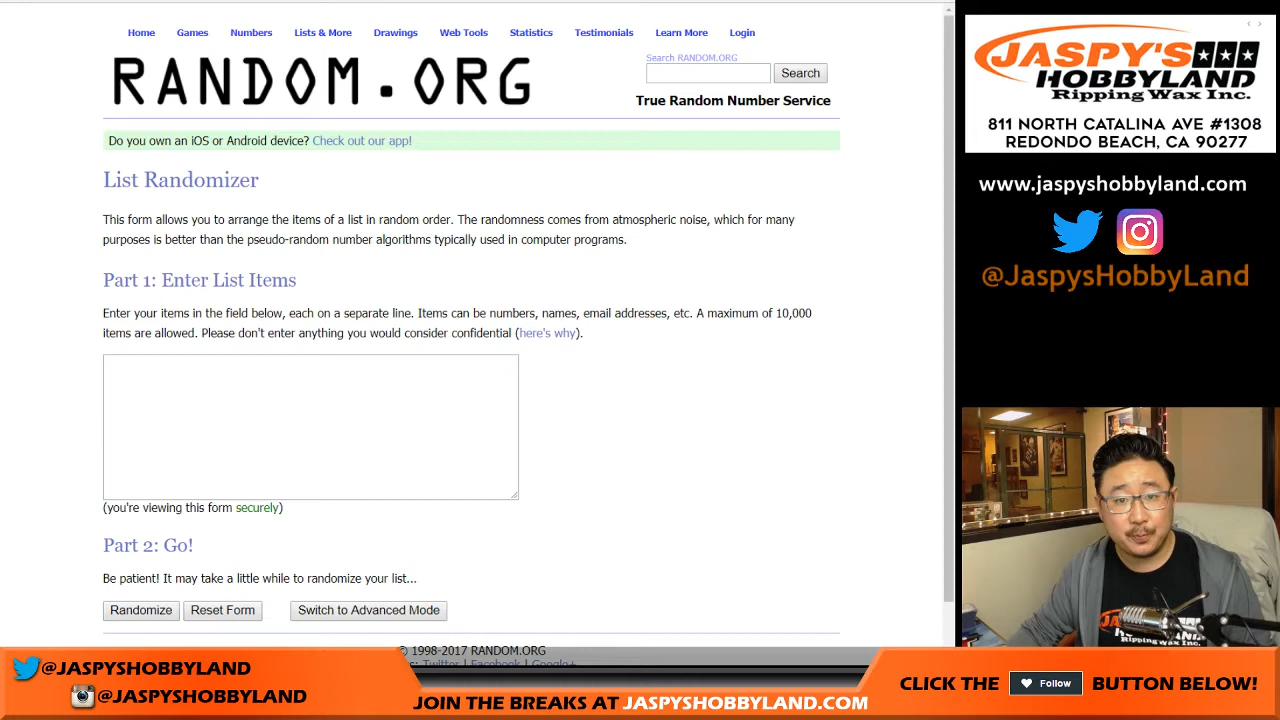 Home Games Numbers Lists & More Drawings Web Tools Statistics Testimonials Learn More Login
RANDOM.ORG
Search RANDOM.ORG
Search
True Random Number Service
Do you own an iOS or Android device? Check out our app!
List Randomizer
This form allows you to arrange the items of a list in random order. The randomness comes from atmospheric noise, which for many
purposes is better than the pseudo-random number algorithms typically used in computer programs.
Part 1: Enter List Items
Enter your items in the field below, each on a separate line. Items can be numbers, names, email addresses, etc. A maximum of 10,000
items are allowed. Please don't enter anything you would consider confidential (here's why).
(you're viewing this form securely)
Part 2: Go!
Be patient! It may take a little while to randomize your list...
Randomize Reset Form Switch to Advanced Mode
© 1998-2017 RANDOM.ORG
Twitter | Facebook | Google+
JASPY'S
HOBBYLAND
Ripping Wax Inc.
811 NORTH CATALINA AVE #1308
REDONDO BEACH, CA 90277
www.jaspyshobbyland.com
@JaspysHobbyLand
@JASPYSHOBBYLAND
@JASPYSHOBBYLAND
JOIN THE BREAKS AT JASPYSHOBBYLAND.COM
CLICK THE Follow BUTTON BELOW!